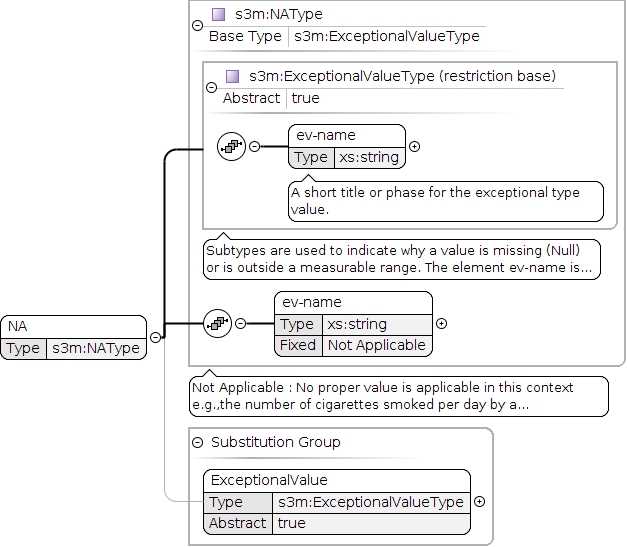 s3m:NAType
Base Type s3m:ExceptionalValueType
s3m:ExceptionalValueType (restriction base)
Abstract true
ev-name
Type xs:string
A short title or phase for the exceptional type
value.
Subtypes are used to indicate why a value is missing (Null)
or is outside a measurable range. The element ev-name is...
ev-name
Type xs:string
Fixed Not Applicable
NA
Type s3m:NAType
Not Applicable : No proper value is applicable in this context
e.g.,the number of cigarettes smoked per day by a...
Substitution Group
ExceptionalValue
Type s3m:ExceptionalValueType
Abstract true